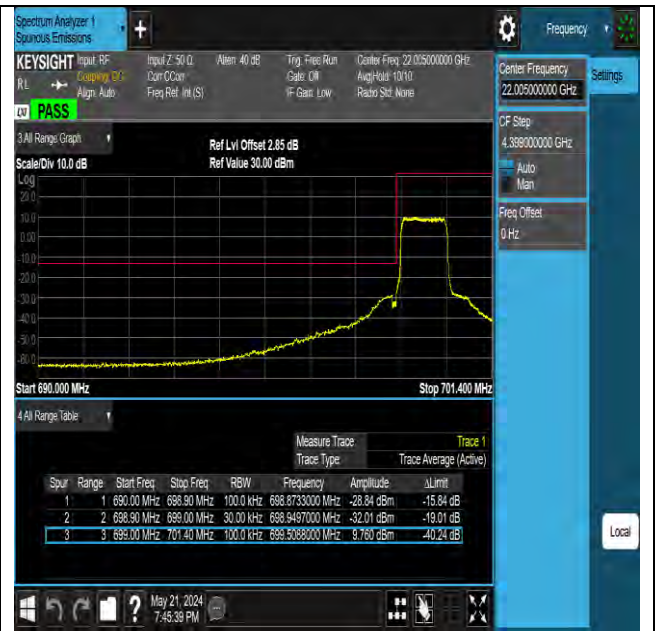 Spectrum Analyzer 1
Spurious Emissions
+
Frequency
KEYSIGHT
Input: RF
Input Z: 50 Ω
Atten: 40 dB
Trig: Free Run
Center Freq: 22.005000000 GHz
RL
Coupling: DC
Corr CCorr
Gate: Off
Avg|Hold: 10/10
Align: Auto
Freq Ref: Int (S)
IF Gain: Low
Radio Std: None
PASS
3 All Range Graph
Ref Lvl Offset 2.85 dB
Scale/Div 10.0 dB
Ref Value 30.00 dBm
Log
20.0
10.0
0.00
-10.0
-20.0
-30.0
-40.0
-50.0
-60.0
Start 690.000 MHz
Stop 701.400 MHz
4 All Range Table
Measure Trace
Trace 1
Trace Type
Trace Average (Active)
Spur Range Start Freq Stop Freq RBW Frequency Amplitude ΔLimit
1 1 690.00 MHz 698.90 MHz 100.0 kHz 698.8733000 MHz -28.84 dBm -15.84 dB
2 2 698.90 MHz 699.00 MHz 30.00 kHz 698.9497000 MHz -32.01 dBm -19.01 dB
3 3 699.00 MHz 701.40 MHz 100.0 kHz 699.5088000 MHz 9.760 dBm -40.24 dB
Center Frequency
22.005000000 GHz
Settings
CF Step
4.399000000 GHz
Auto
Man
Freq Offset
0 Hz
Local
?
May 21, 2024
7:45:39 PM